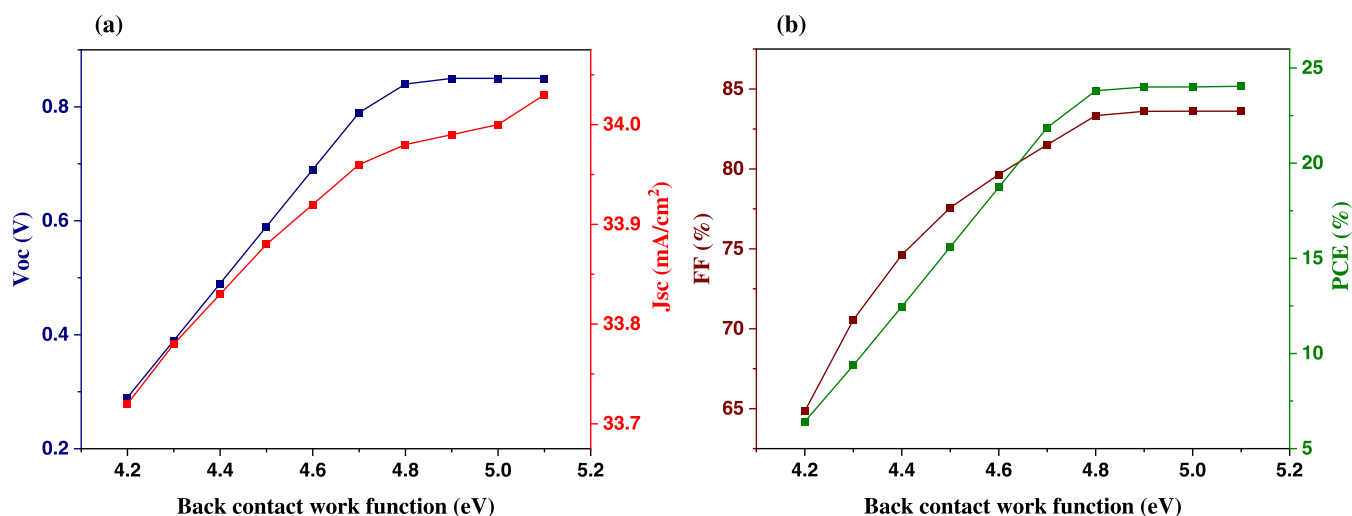 (a)
Voc (V)
0.8
0.6
0.4
0.2
4.2 4.4 4.6 4.8 5.0 5.2
Back contact work function (eV)
34.0
33.9
33.8
33.7
Jsc (mA/cm²)
(b)
FF (%)
85
80
75
70
65
4.2 4.4 4.6 4.8 5.0 5.2
Back contact work function (eV)
25
20
15
10
5
PCE (%)